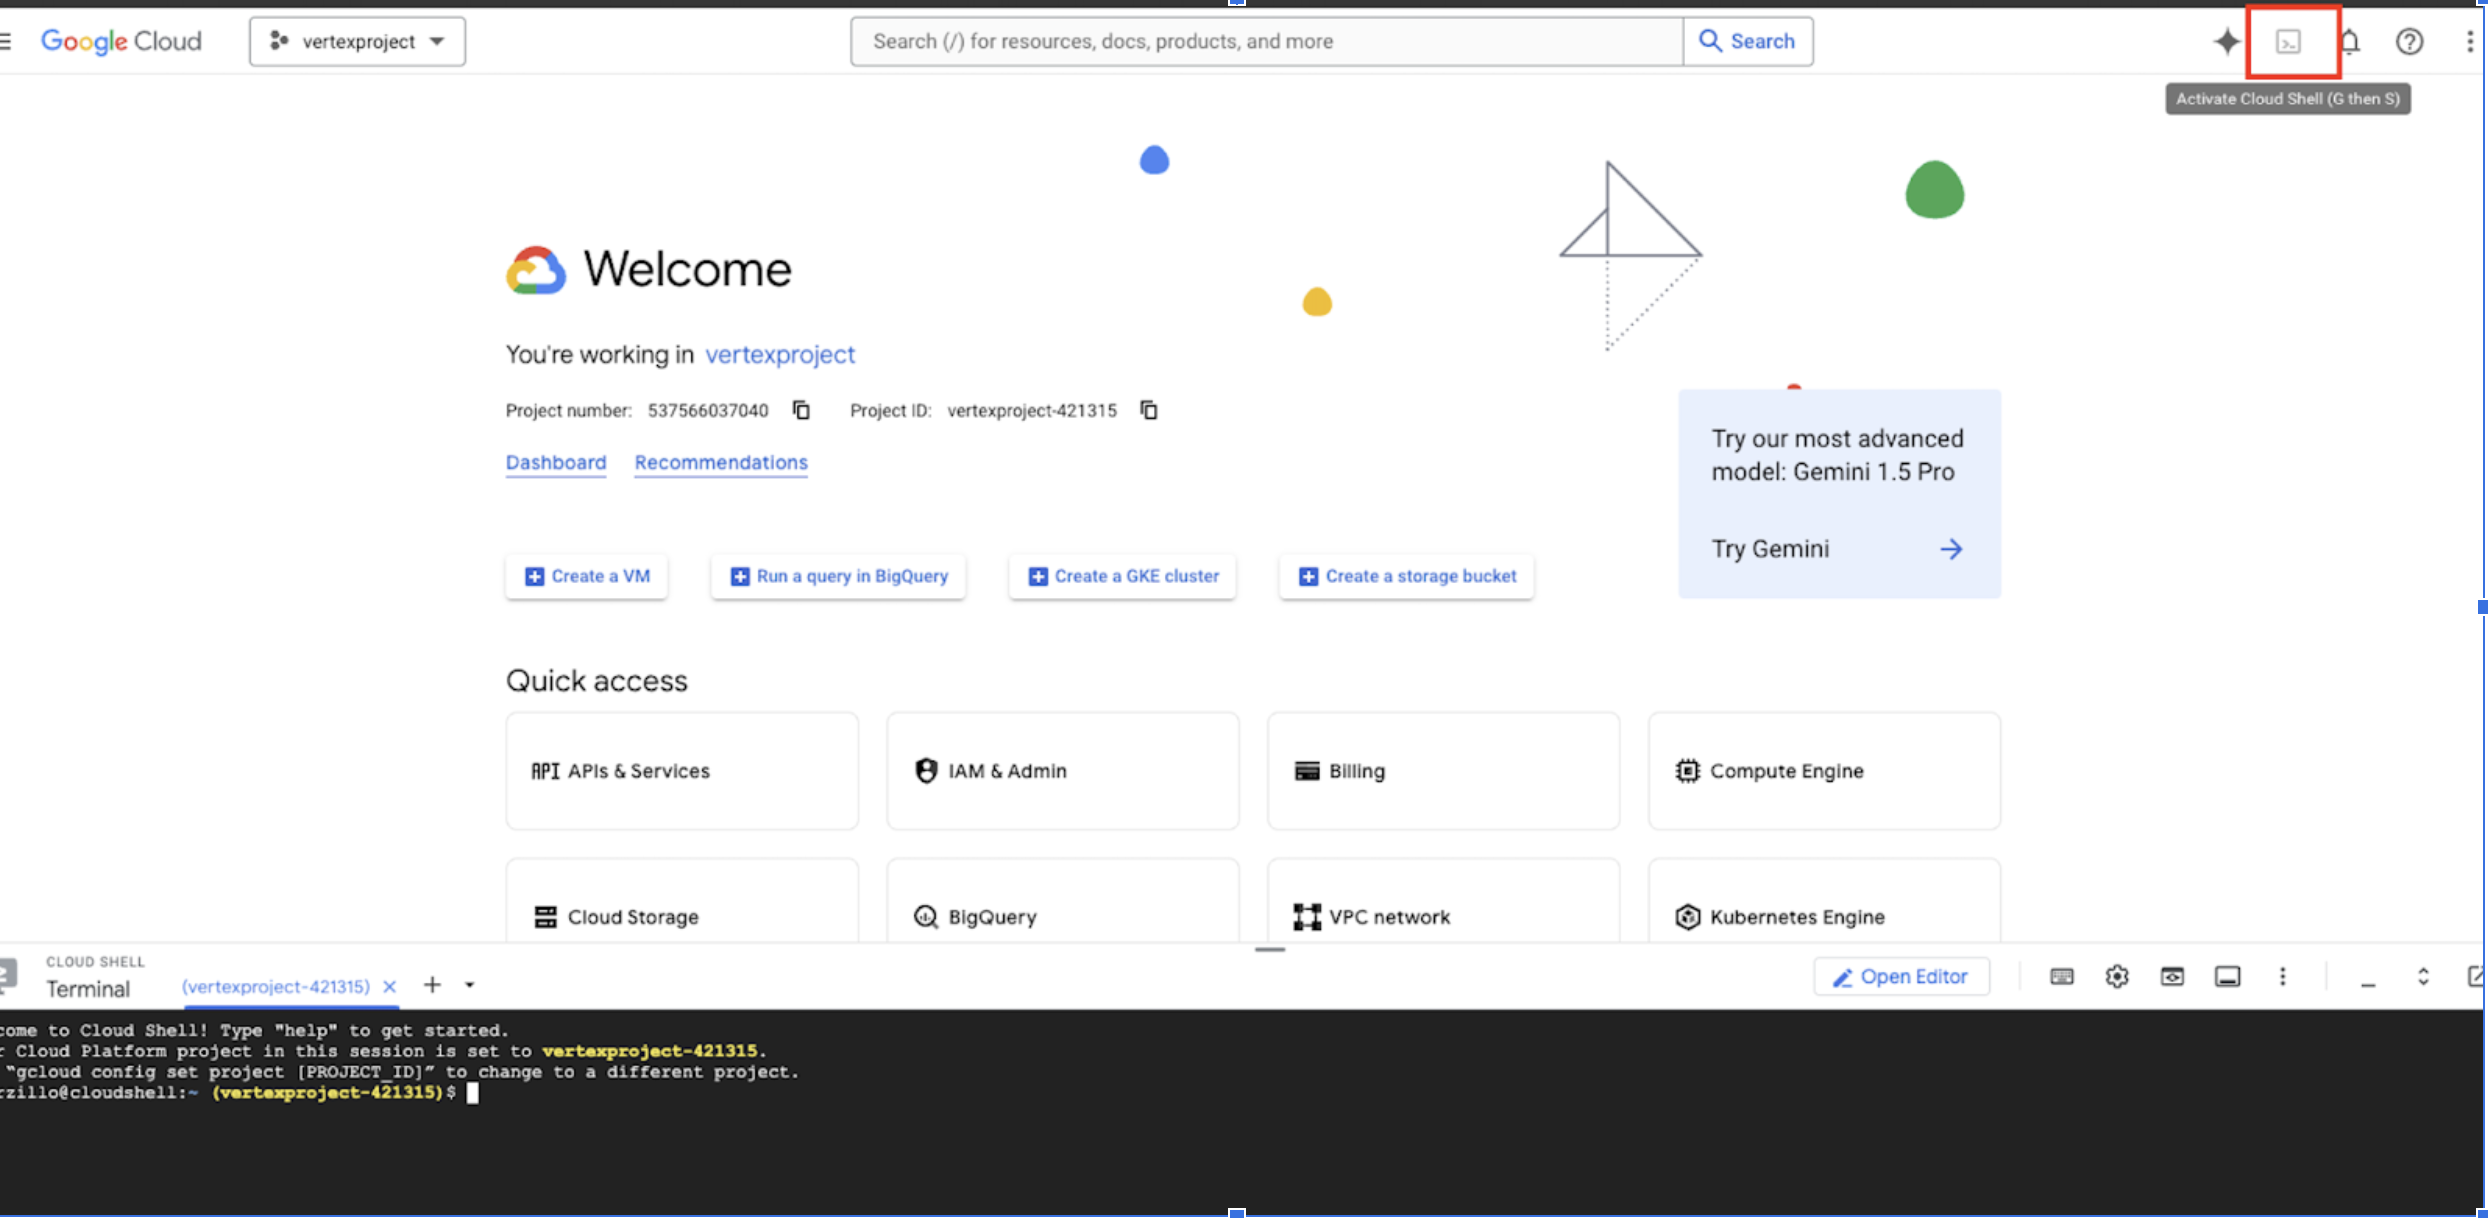 Google Cloud
vertexproject
Search (/) for resources, docs, products, and more
Search
Activate Cloud Shell (G then S)
Welcome
You're working in vertexproject
Project number: 537566037040
Project ID: vertexproject-421315
Dashboard
Recommendations
Try our most advanced
model: Gemini 1.5 Pro
Try Gemini
Create a VM
Run a query in BigQuery
Create a GKE cluster
Create a storage bucket
Quick access
API APIs & Services
IAM & Admin
Billing
Compute Engine
Cloud Storage
BigQuery
VPC network
Kubernetes Engine
CLOUD SHELL
Terminal
(vertexproject-421315)
Open Editor
come to Cloud Shell! Type "help" to get started.
r Cloud Platform project in this session is set to vertexproject-421315.
“gcloud config set project [PROJECT_ID]” to change to a different project.
rzillo@cloudshell:~ (vertexproject-421315)$